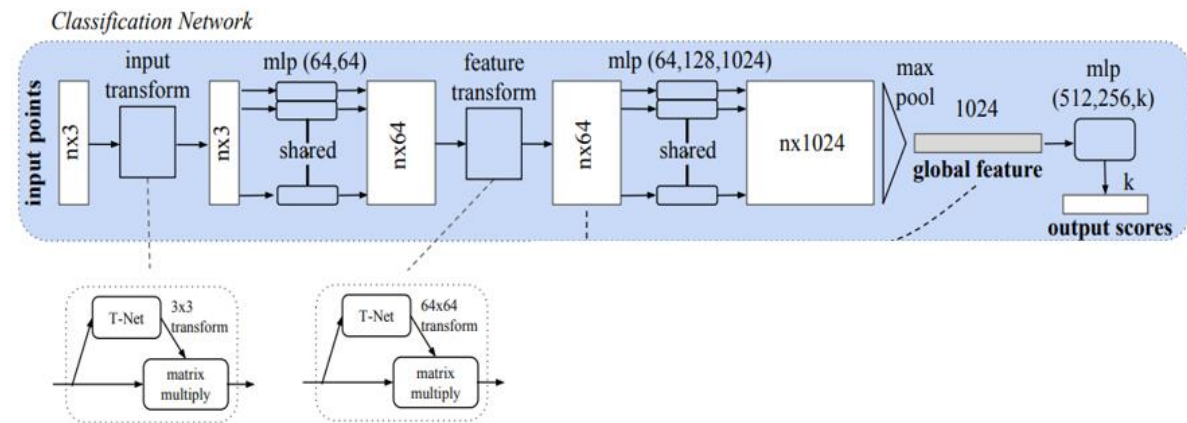 Classification Network
input points
nx3
input
transform
nx3
mlp (64,64)
shared
nx64
feature
transform
nx64
mlp (64,128,1024)
shared
nx1024
max
pool
1024
global feature
mlp
(512,256,k)
k
output scores
T-Net
3x3
transform
matrix
multiply
T-Net
64x64
transform
matrix
multiply